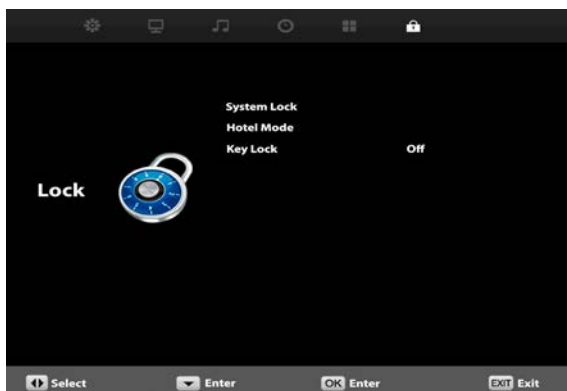 System Lock
Hotel Mode
Key Lock Off
Lock
Select Enter OK Enter EXIT Exit